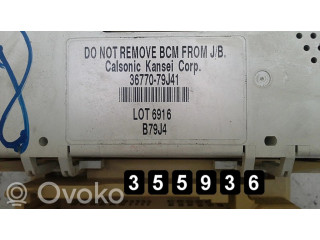 DO NOT REMOVE BCM FROM J/B.
Calsonic Kansei Corp.
36770-79J41
LOT 6916
B79J4
355936
OVOKO